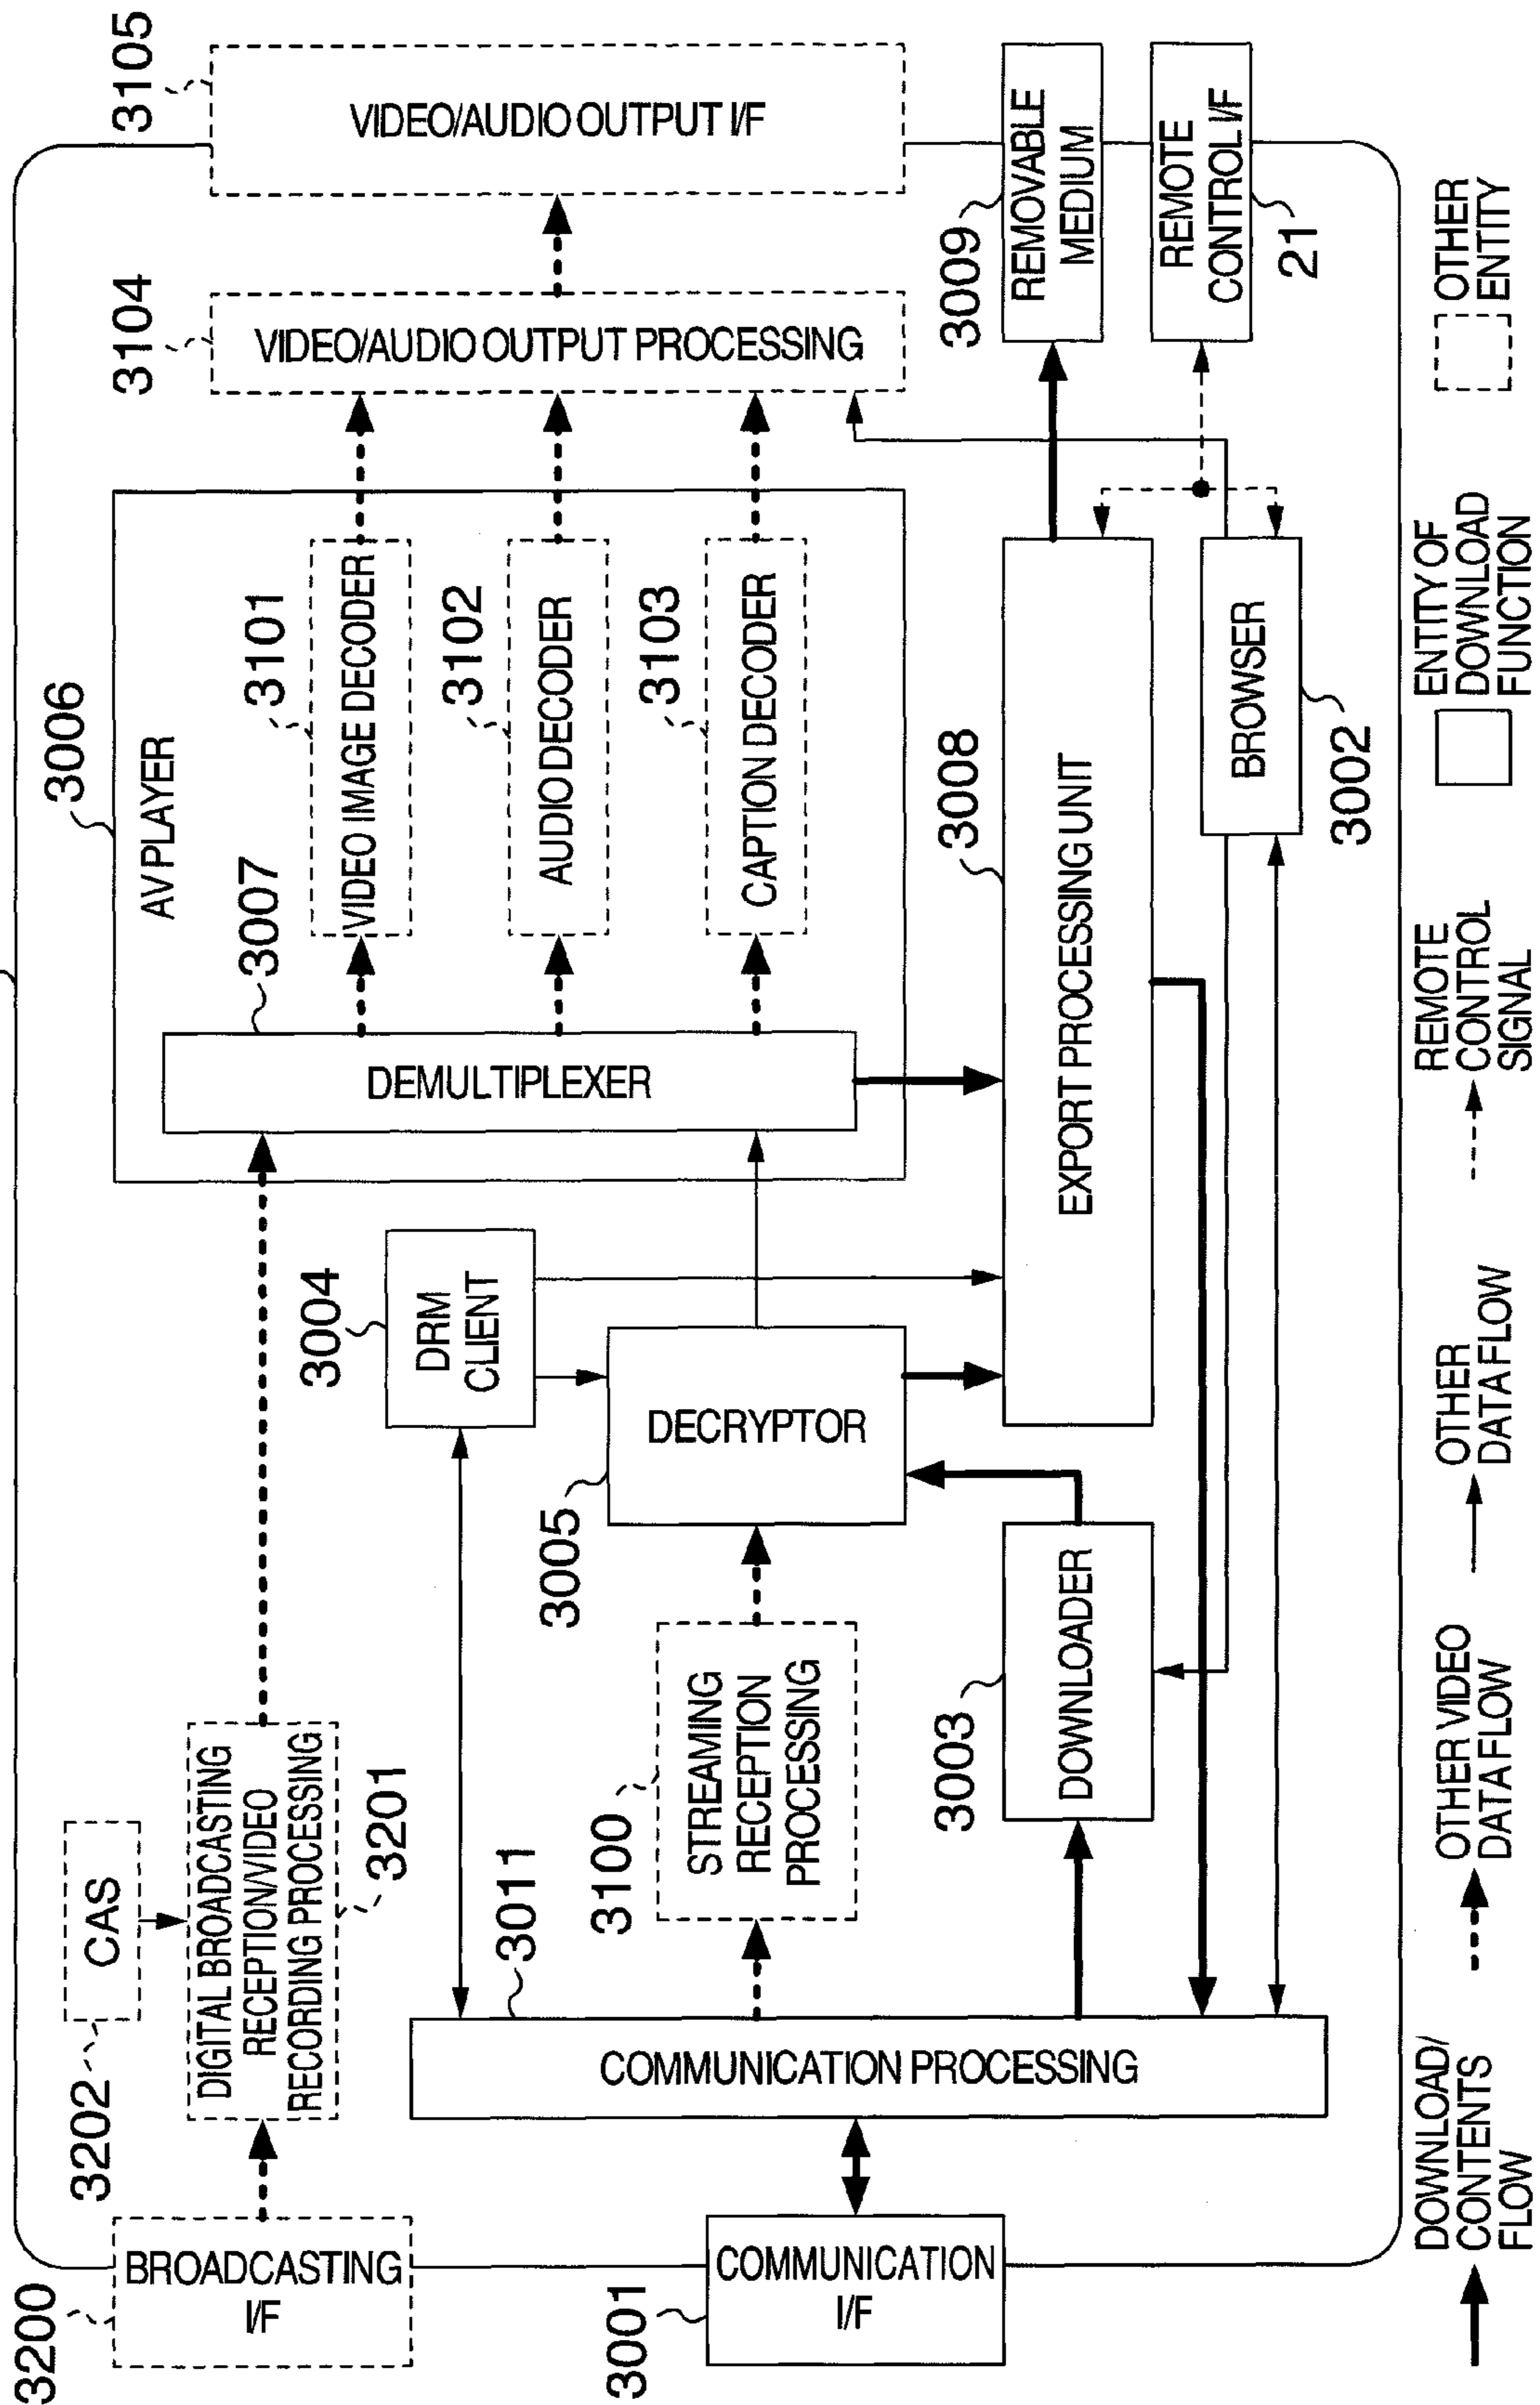 3200
BROADCASTING
I/F
3202
CAS
DIGITAL BROADCASTING
RECEPTION/VIDEO
RECORDING PROCESSING
3201
3001
COMMUNICATION
I/F
3011
COMMUNICATION PROCESSING
3100
STREAMING
RECEPTION
PROCESSING
3003
DOWNLOADER
3004
DRM
CLIENT
3005
DECRYPTOR
3006
AV PLAYER
3007
DEMULTIPLEXER
3101
VIDEO IMAGE DECODER
3102
AUDIO DECODER
3103
CAPTION DECODER
3008
EXPORT PROCESSING UNIT
BROWSER
3002
3104
VIDEO/AUDIO OUTPUT PROCESSING
3105
VIDEO/AUDIO OUTPUT I/F
3009
REMOVABLE
MEDIUM
REMOTE
CONTROL I/F
21
DOWNLOAD/
CONTENTS
FLOW
OTHER VIDEO
DATA FLOW
OTHER
DATA FLOW
REMOTE
CONTROL
SIGNAL
ENTITY OF
DOWNLOAD
FUNCTION
OTHER
ENTITY